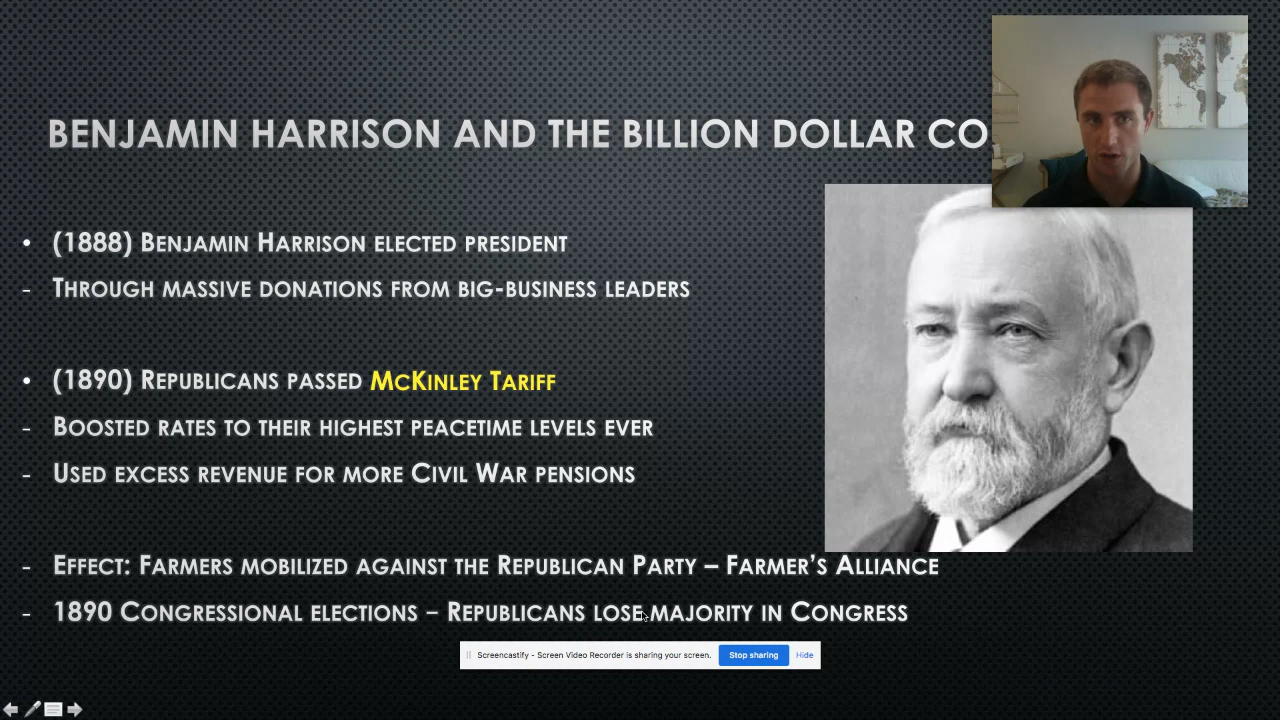 BENJAMIN HARRISON AND THE BILLION DOLLAR CO
• (1888) BENJAMIN HARRISON ELECTED PRESIDENT
- THROUGH MASSIVE DONATIONS FROM BIG-BUSINESS LEADERS
• (1890) REPUBLICANS PASSED MCKINLEY TARIFF
- BOOSTED RATES TO THEIR HIGHEST PEACETIME LEVELS EVER
- USED EXCESS REVENUE FOR MORE CIVIL WAR PENSIONS
- EFFECT: FARMERS MOBILIZED AGAINST THE REPUBLICAN PARTY – FARMER'S ALLIANCE
- 1890 CONGRESSIONAL ELECTIONS – REPUBLICANS LOSE MAJORITY IN CONGRESS
Screencastify - Screen Video Recorder is sharing your screen. Stop sharing Hide